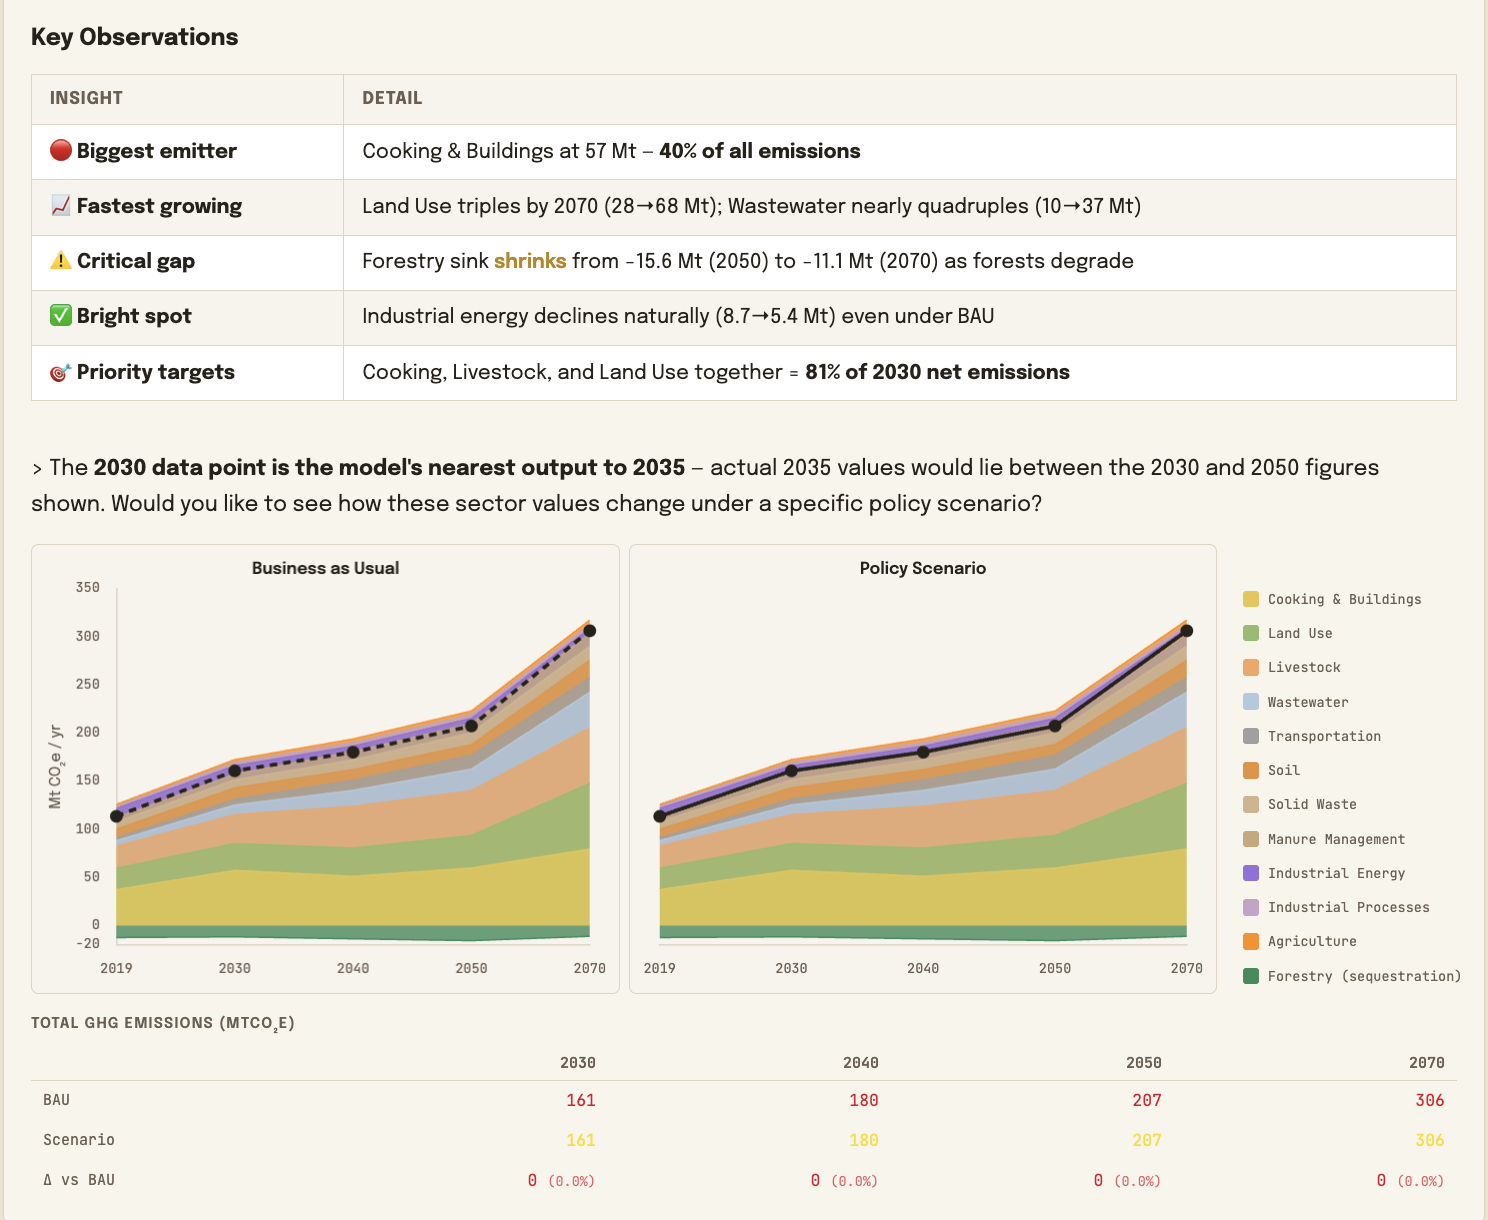 Key Observations
INSIGHT DETAIL
🔴 Biggest emitter Cooking & Buildings at 57 Mt – 40% of all emissions
📈 Fastest growing Land Use triples by 2070 (28→68 Mt); Wastewater nearly quadruples (10→37 Mt)
⚠️ Critical gap Forestry sink shrinks from -15.6 Mt (2050) to -11.1 Mt (2070) as forests degrade
✅ Bright spot Industrial energy declines naturally (8.7→5.4 Mt) even under BAU
🎯 Priority targets Cooking, Livestock, and Land Use together = 81% of 2030 net emissions
> The 2030 data point is the model's nearest output to 2035 – actual 2035 values would lie between the 2030 and 2050 figures
shown. Would you like to see how these sector values change under a specific policy scenario?
Business as Usual
350
300
250
200
150
100
50
0
-20
Mt CO₂e / yr
2019 2030 2040 2050 2070
Policy Scenario
2019 2030 2040 2050 2070
Cooking & Buildings
Land Use
Livestock
Wastewater
Transportation
Soil
Solid Waste
Manure Management
Industrial Energy
Industrial Processes
Agriculture
Forestry (sequestration)
TOTAL GHG EMISSIONS (MTCO₂E)
2030 2040 2050 2070
BAU 161 180 207 306
Scenario 161 180 207 306
Δ vs BAU 0 (0.0%) 0 (0.0%) 0 (0.0%) 0 (0.0%)